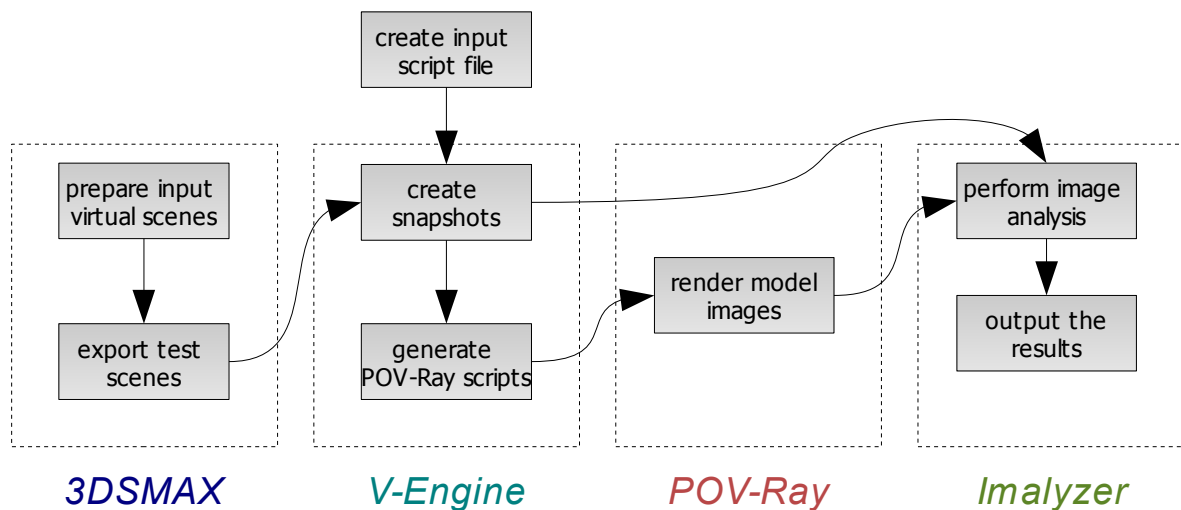 create input
script file
prepare input
virtual scenes
export test
scenes
create
snapshots
generate
POV-Ray scripts
render model
images
perform image
analysis
output the
results
3DSMAX
V-Engine
POV-Ray
Imalyzer